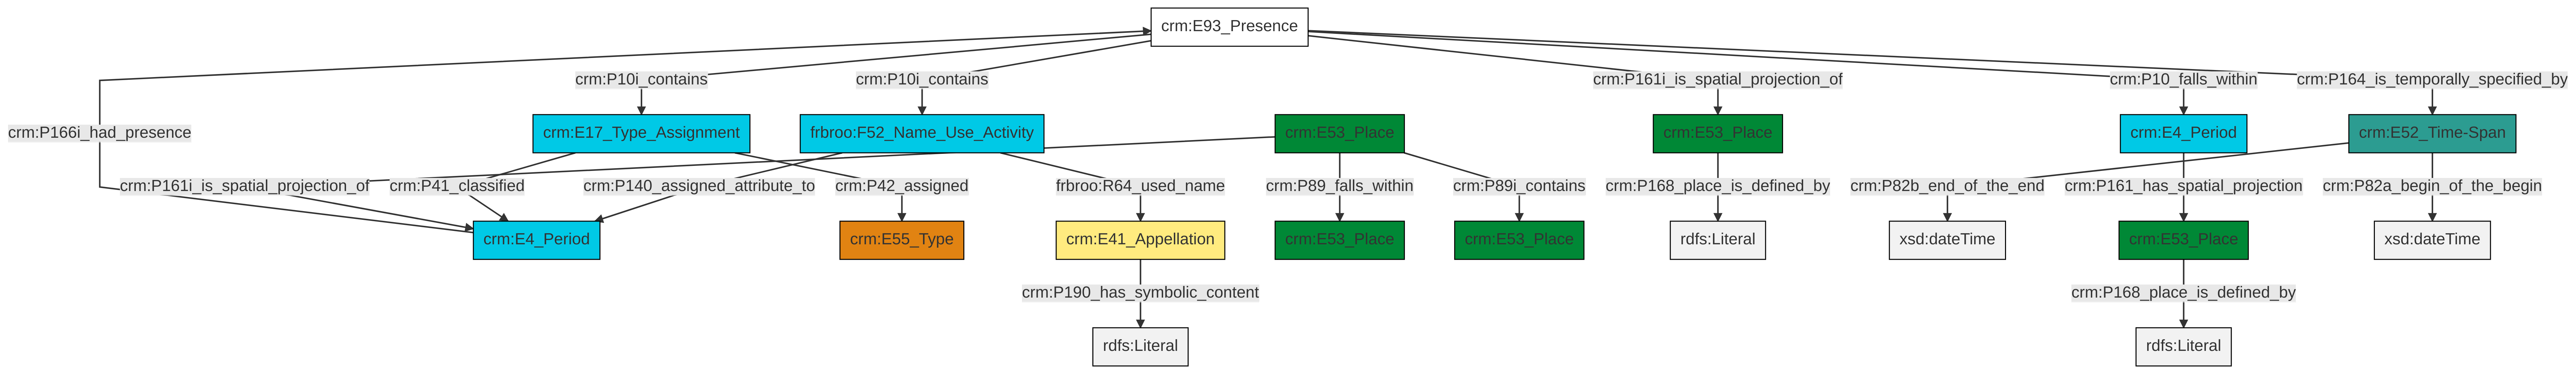 crm:E93_Presence
crm:P10i_contains
crm:P10i_contains
crm:P161i_is_spatial_projection_of
crm:P10_falls_within
crm:P164_is_temporally_specified_by
crm:P166i_had_presence
crm:E17_Type_Assignment
frbroo:F52_Name_Use_Activity
crm:E53_Place
crm:E53_Place
crm:E4_Period
crm:E52_Time-Span
crm:P161i_is_spatial_projection_of
crm:P41_classified
crm:P140_assigned_attribute_to
crm:P42_assigned
frbroo:R64_used_name
crm:P89_falls_within
crm:P89i_contains
crm:P168_place_is_defined_by
crm:P82b_end_of_the_end
crm:P161_has_spatial_projection
crm:P82a_begin_of_the_begin
crm:E4_Period
crm:E55_Type
crm:E41_Appellation
crm:E53_Place
crm:E53_Place
rdfs:Literal
xsd:dateTime
crm:E53_Place
xsd:dateTime
crm:P190_has_symbolic_content
crm:P168_place_is_defined_by
rdfs:Literal
rdfs:Literal